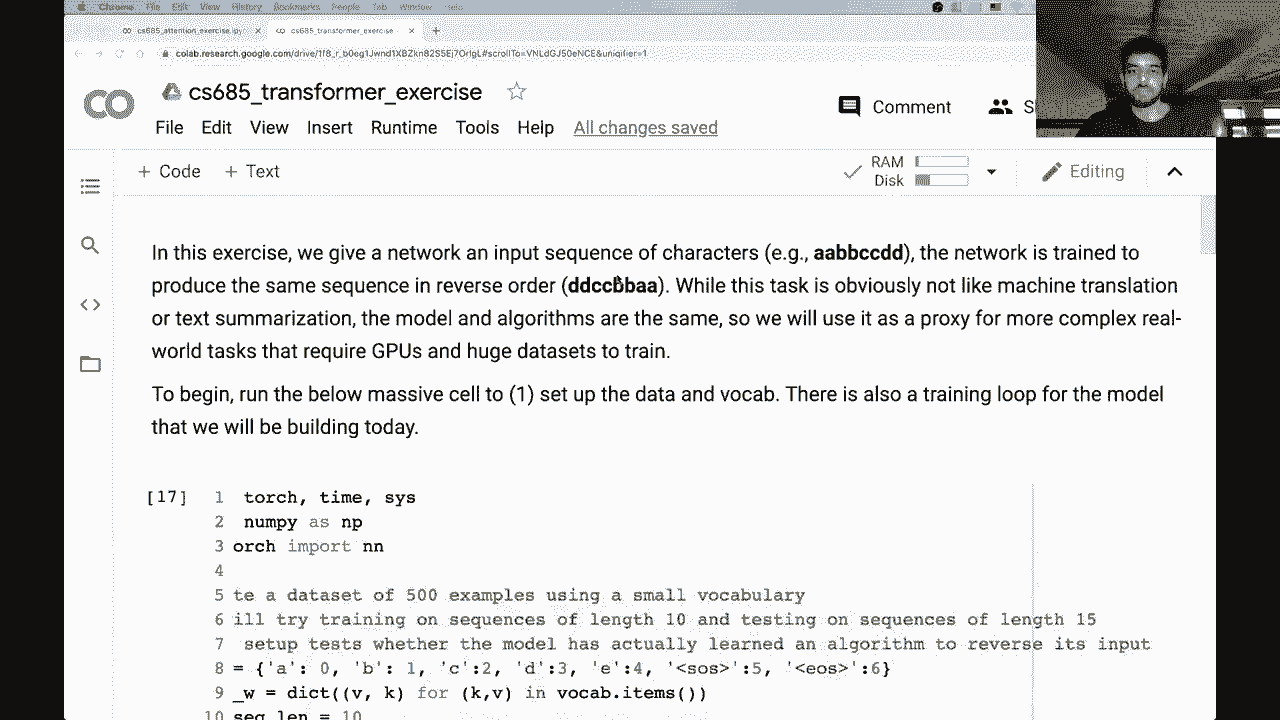 Chrome File Edit View History Bookmarks People Tab Window Help
cs685_attention_exercise.ipy
cs685_transformer_exercise
colab.research.google.com/drive/
CO cs685_transformer_exercise
File Edit View Insert Runtime Tools Help All changes saved
Comment S
+ Code + Text
RAM
Disk
Editing
In this exercise, we give a network an input sequence of characters (e.g., aabbccdd), the network is trained to
produce the same sequence in reverse order (ddccbbaa). While this task is obviously not like machine translation
or text summarization, the model and algorithms are the same, so we will use it as a proxy for more complex real-
world tasks that require GPUs and huge datasets to train.
To begin, run the below massive cell to (1) set up the data and vocab. There is also a training loop for the model
that we will be building today.
[17] 1 torch, time, sys
2 numpy as np
3 orch import nn
4
5 te a dataset of 500 examples using a small vocabulary
6 ill try training on sequences of length 10 and testing on sequences of length 15
7 setup tests whether the model has actually learned an algorithm to reverse its input
8 = {'a': 0, 'b': 1, 'c':2, 'd':3, 'e':4, '<sos>':5, '<eos>':6}
9 _w = dict((v, k) for (k,v) in vocab.items())
10 seq_len = 10